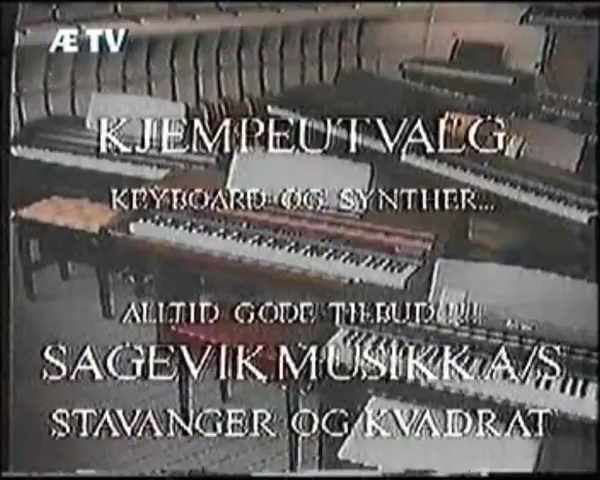 ÆTV
KJEMPEUTVALG
KEYBOARD OG SYNTHER...
ALLTID GODE TILBUD !!!!
SAGEVIK MUSIKK A/S
STAVANGER OG KVADRAT